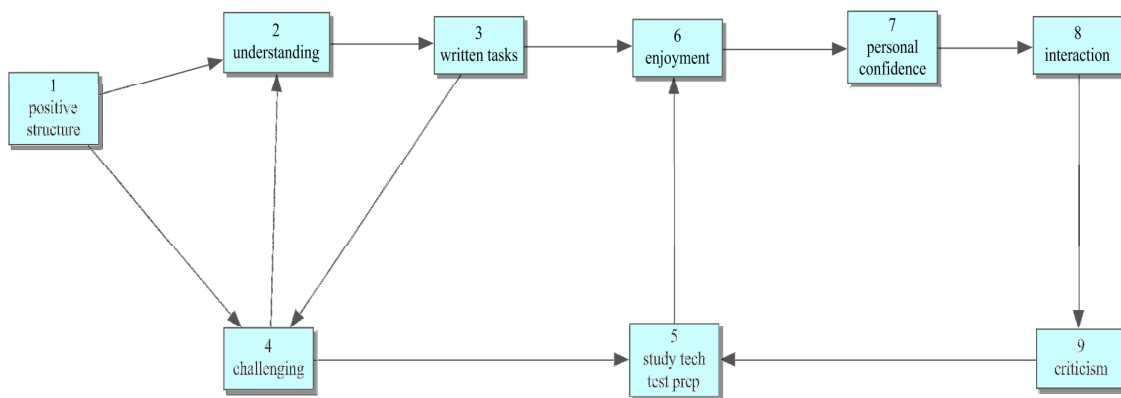 1
positive
structure
2
understanding
3
written tasks
6
enjoyment
7
personal
confidence
8
interaction
4
challenging
5
study tech
test prep
9
criticism